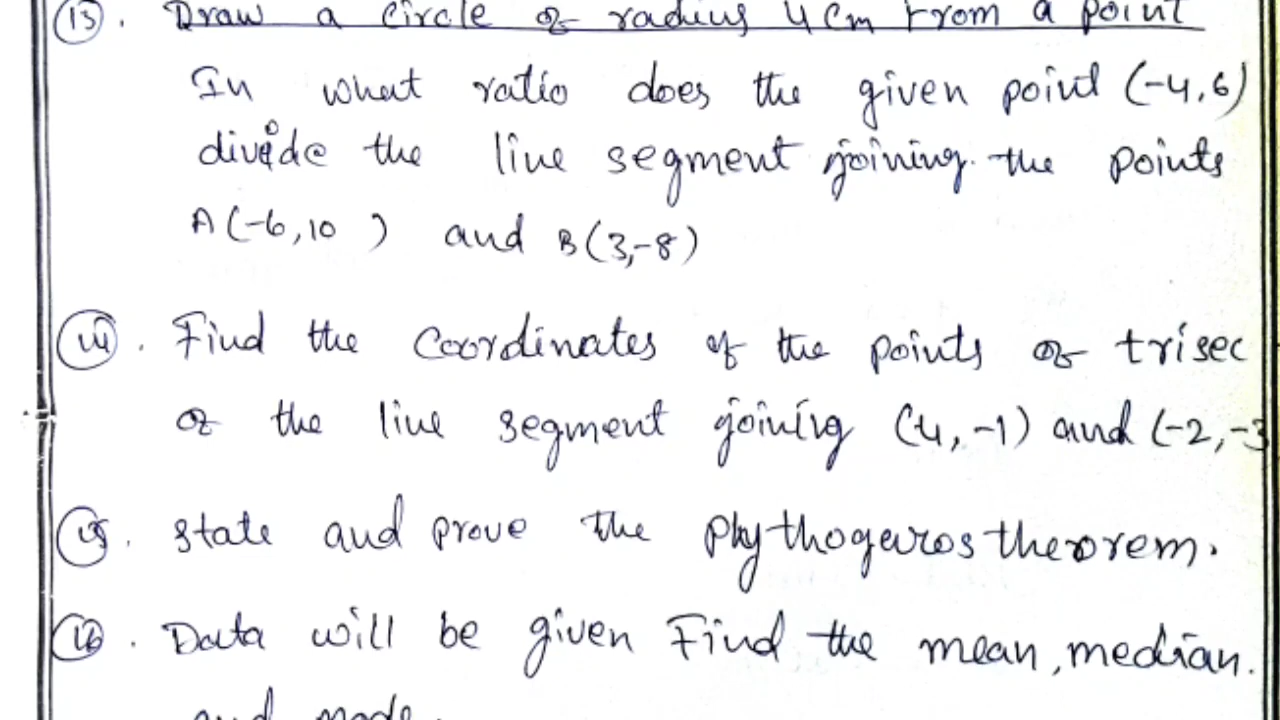 13. Draw a circle of radius 4cm From a point
In what ratio does the given point (-4,6)
divide the line segment joining the points
A(-6,10) and B(3,-8)
14. Find the coordinates of the points of trisec
of the line segment joining (4,-1) and (-2,-3
15. state and prove the Phythogaros theorem.
16. Data will be given Find the mean, median.
and mode.